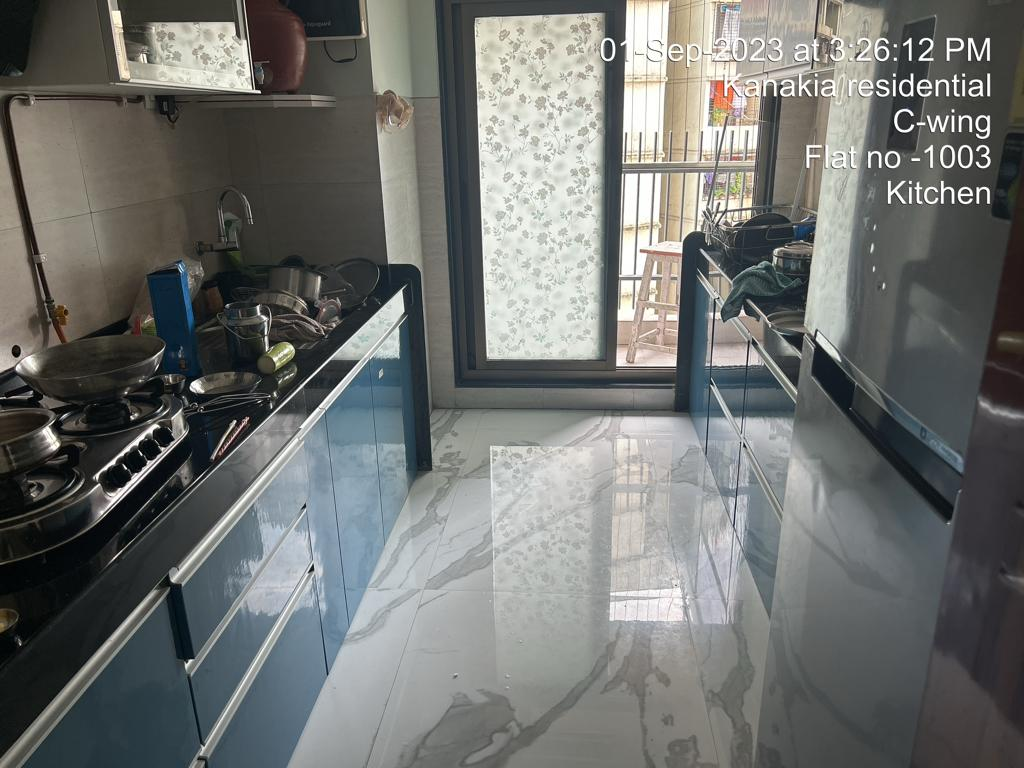 01-Sep-2023 at 3:26:12 PM
Kanakia residential
C-wing
Flat no -1003
Kitchen